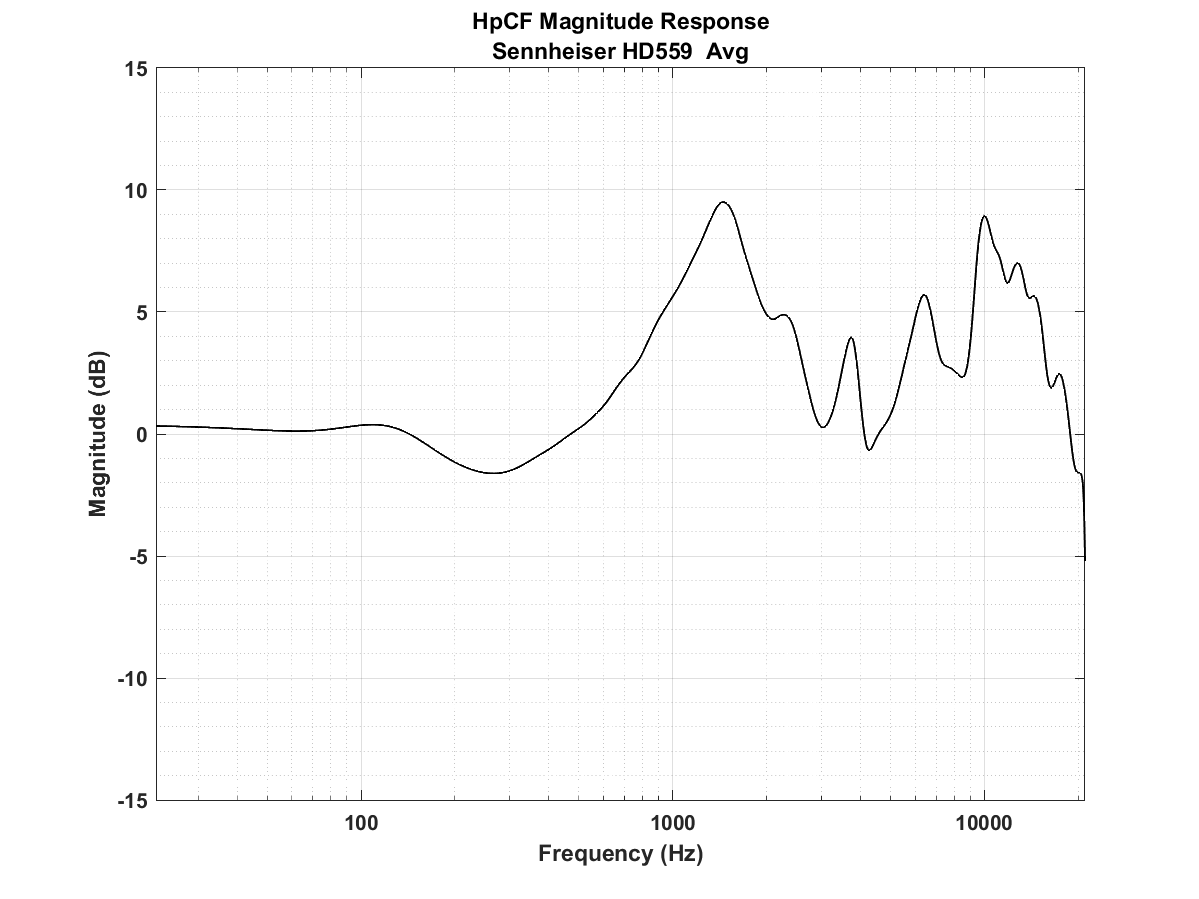 HpCF Magnitude Response
Sennheiser HD559  Avg
15
10
5
0
-5
-10
-15
Magnitude (dB)
100
1000
10000
Frequency (Hz)